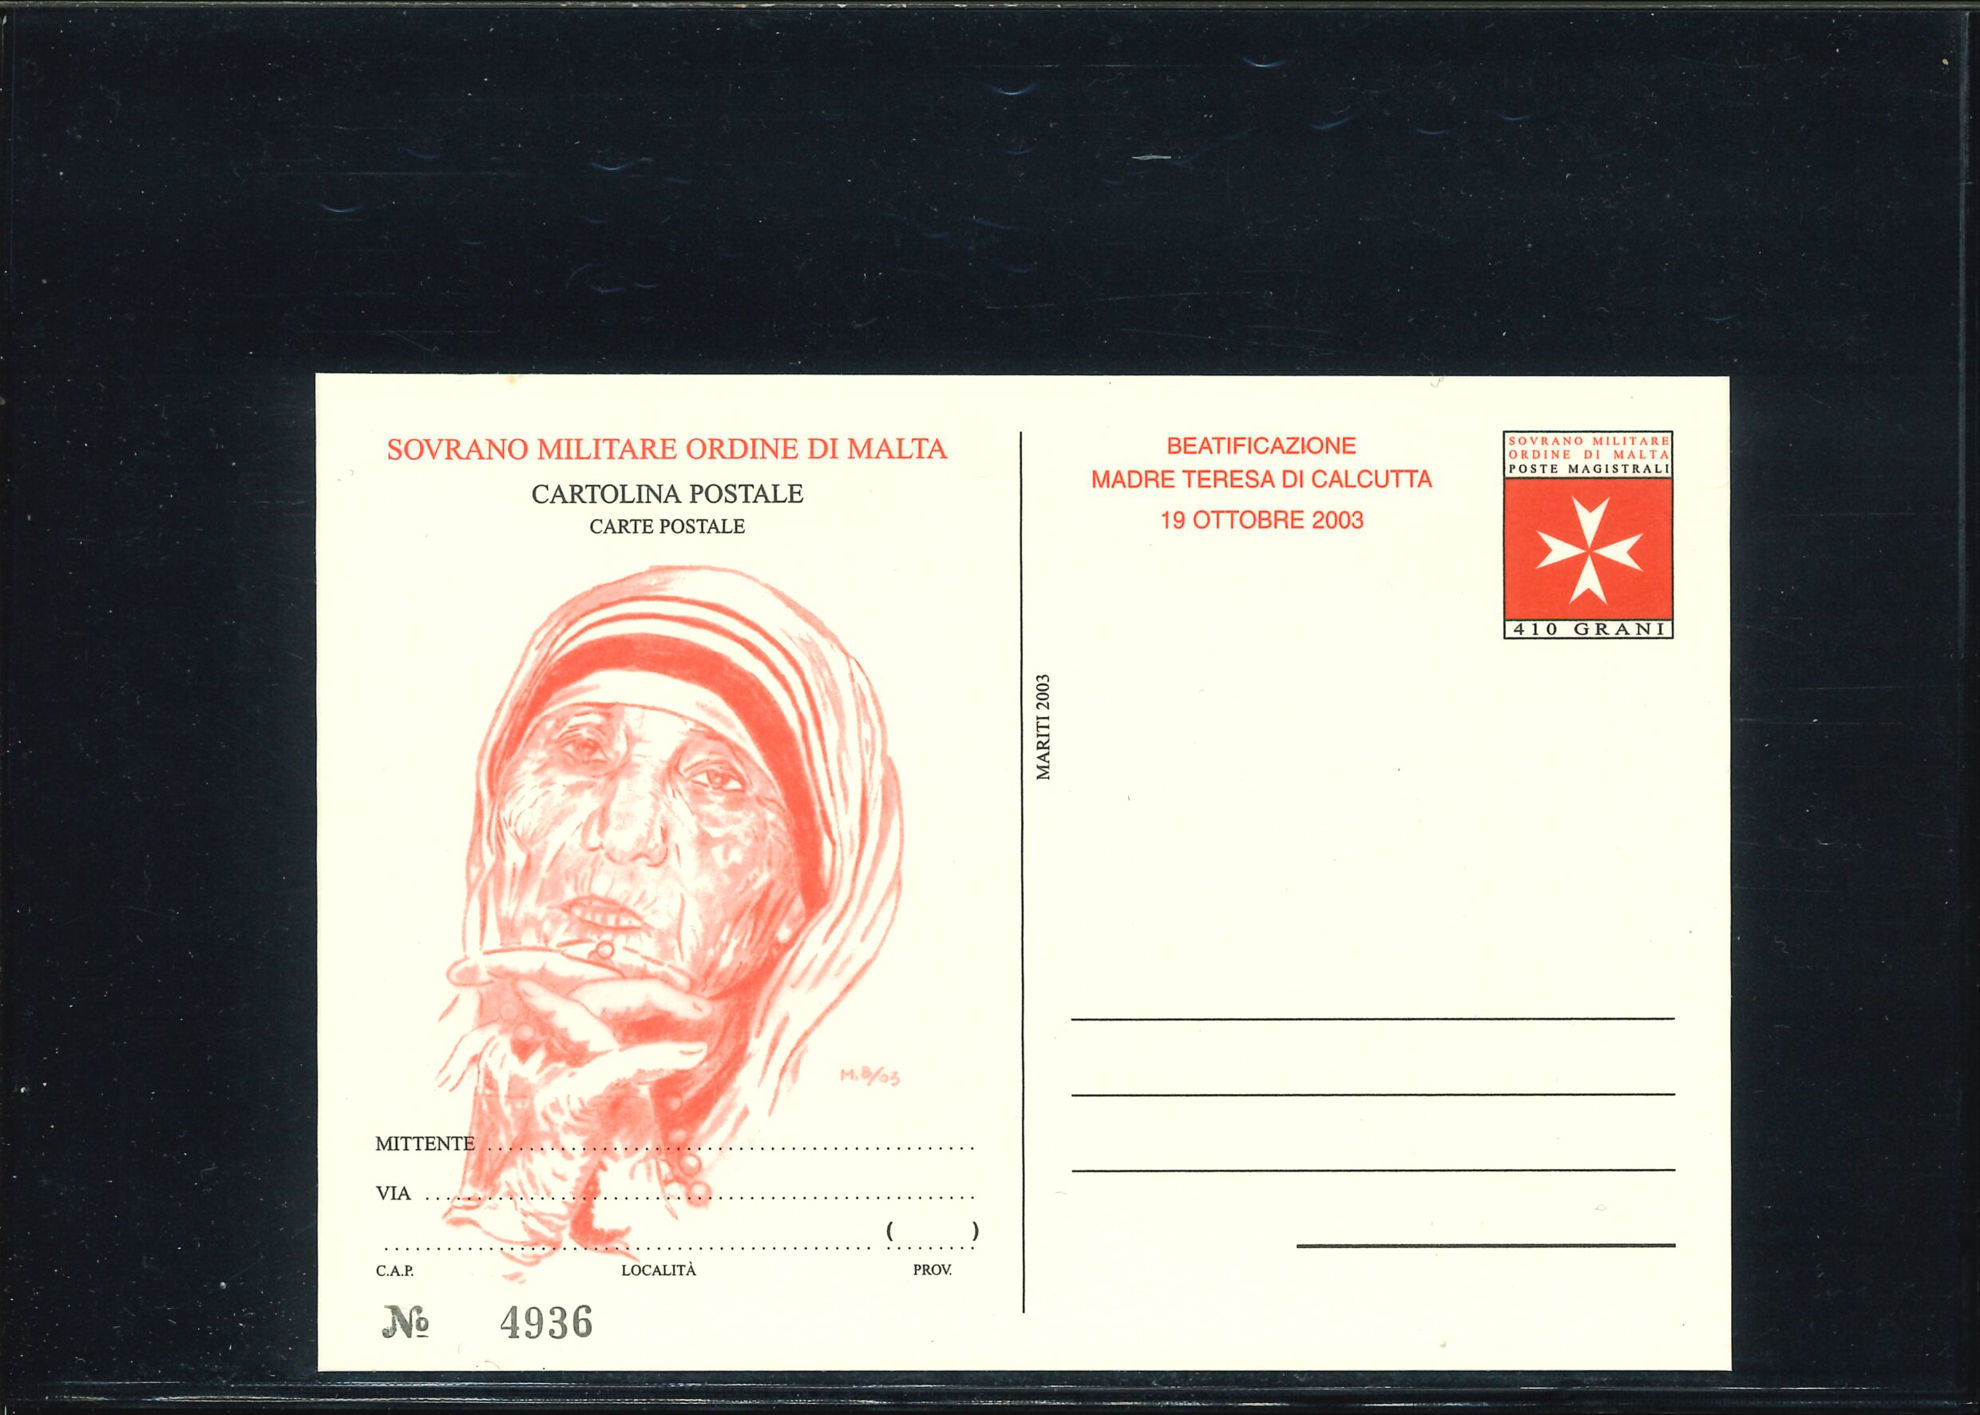 SOVRANO MILITARE ORDINE DI MALTA
CARTOLINA POSTALE
CARTE POSTALE
M.B/03
MITTENTE
VIA
( )
C.A.P. LOCALITÀ PROV.
№ 4936
MARITI 2003
BEATIFICAZIONE
MADRE TERESA DI CALCUTTA
19 OTTOBRE 2003
SOVRANO MILITARE
ORDINE DI MALTA
POSTE MAGISTRALI
410 GRANI